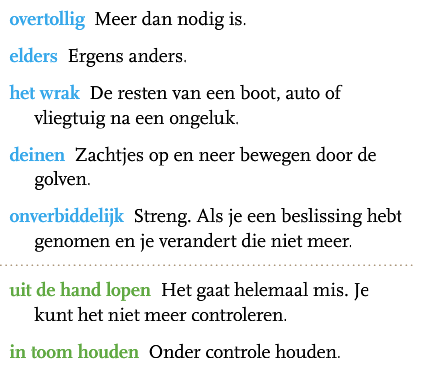 overtollig Meer dan nodig is.
elders Ergens anders.
het wrak De resten van een boot, auto of
vliegtuig na een ongeluk.
deinen Zachtjes op en neer bewegen door de
golven.
onverbiddelijk Streng. Als je een beslissing hebt
genomen en je verandert die niet meer.
uit de hand lopen Het gaat helemaal mis. Je
kunt het niet meer controleren.
in toom houden Onder controle houden.